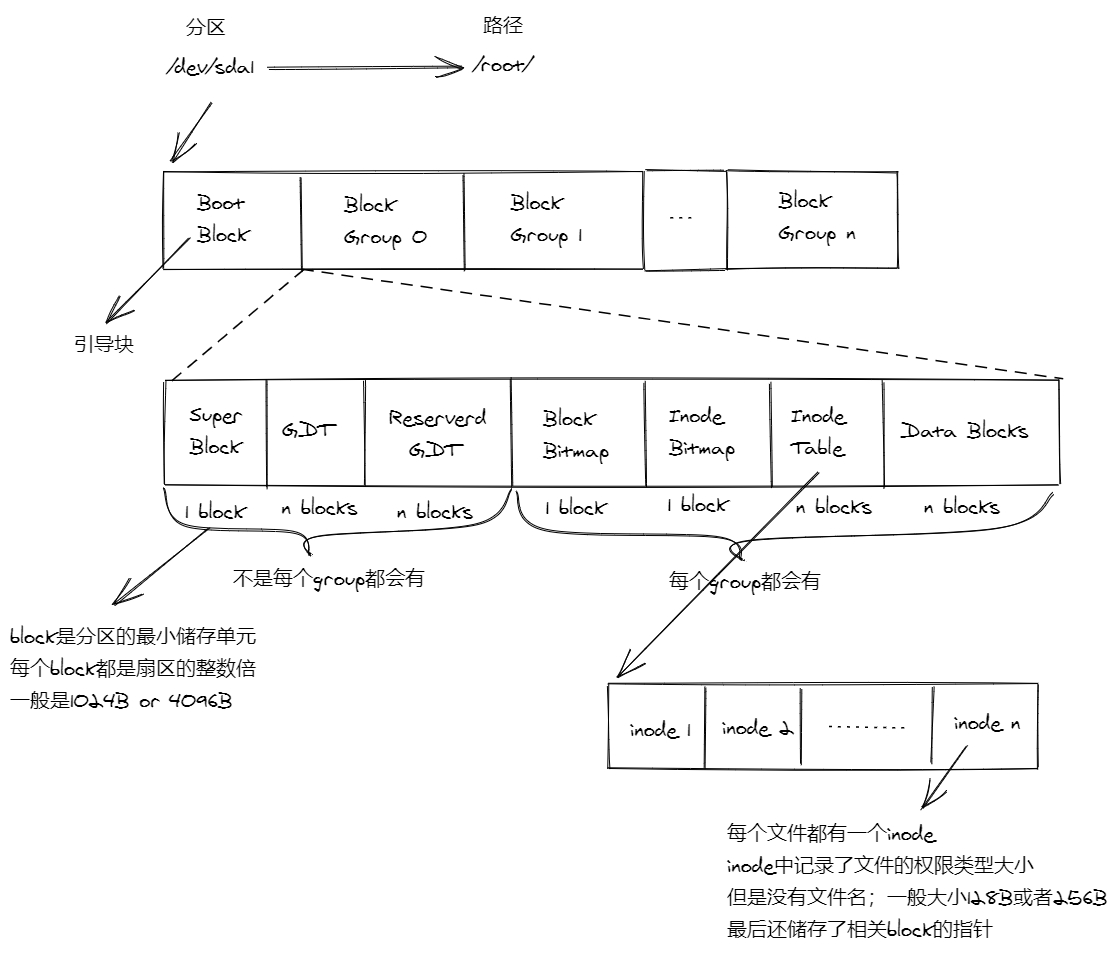 分区
路径
/dev/sda1
/root/
Boot
Block
Block
Group 0
Block
Group 1
...
Block
Group n
引导块
Super
Block
GDT
Reserverd
GDT
Block
Bitmap
Inode
Bitmap
Inode
Table
Data Blocks
1 block
n blocks
n blocks
1 block
1 block
n blocks
n blocks
不是每个group都会有
每个group都会有
block是分区的最小储存单元
每个block都是扇区的整数倍
一般是1024B or 4096B
inode 1
inode 2
.........
inode n
每个文件都有一个inode
inode中记录了文件的权限类型大小
但是没有文件名；一般大小128B或者256B
最后还储存了相关block的指针